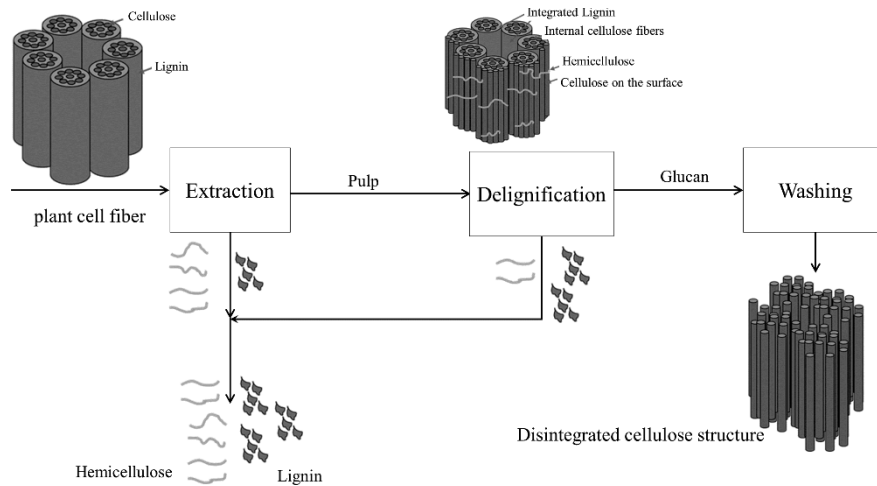 Cellulose
Lignin
Integrated Lignin
Internal cellulose fibers
Hemicellulose
Cellulose on the surface
plant cell fiber
Extraction
Pulp
Delignification
Glucan
Washing
Disintegrated cellulose structure
Hemicellulose
Lignin